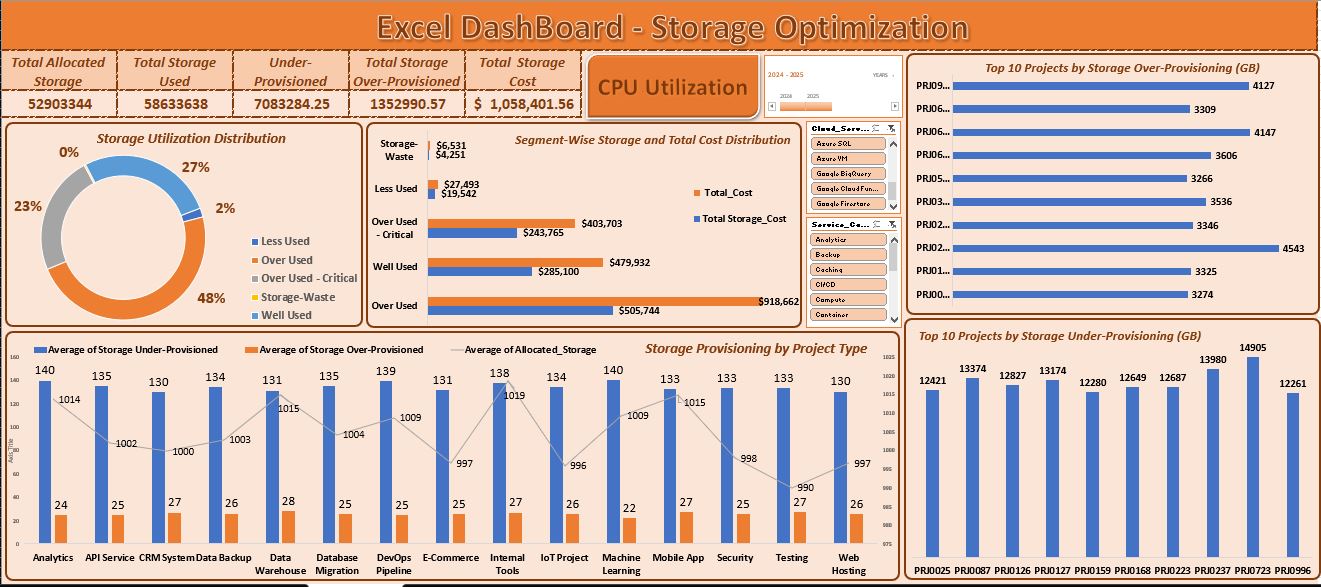 Excel DashBoard - Storage Optimization
Total Allocated Storage
52903344
Total Storage Used
58633638
Under-Provisioned
7083284.25
Total Storage Over-Provisioned
1352990.57
Total Storage Cost
$ 1,058,401.56
CPU Utilization
2024 - 2025
YEARS
2024 2025
Top 10 Projects by Storage Over-Provisioning (GB)
PRJ09... 4127
PRJ06... 3309
PRJ06... 4147
PRJ06... 3606
PRJ05... 3266
PRJ03... 3536
PRJ02... 3346
PRJ02... 4543
PRJ01... 3325
PRJ00... 3274
Storage Utilization Distribution
0%
27%
2%
23%
48%
Less Used
Over Used
Over Used - Critical
Storage-Waste
Well Used
Segment-Wise Storage and Total Cost Distribution
Storage-Waste
$6,531
$4,251
Less Used
$27,493
$19,542
Over Used - Critical
$403,703
$243,765
Well Used
$479,932
$285,100
Over Used
$918,662
$505,744
Total_Cost
Total Storage_Cost
Cloud_Serv...
Azure SQL
Azure VM
Google BigQuery
Google Cloud Fun...
Google Firestore
Service_Ca...
Analytics
Backup
Caching
CI/CD
Compute
Container
Average of Storage Under-Provisioned
Average of Storage Over-Provisioned
Average of Allocated_Storage
Storage Provisioning by Project Type
Axis Title
160
140
120
100
80
60
40
20
0
140 135 130 134 131 135 139 131 138 134 140 133 133 133 130
1014 1002 1000 1003 1015 1004 1009 997 1019 996 1009 1015 998 990 997
24 25 27 26 28 25 25 25 27 26 22 27 25 27 26
1025
1020
1015
1010
1005
1000
995
990
985
980
975
Analytics
API Service
CRM System
Data Backup
Data Warehouse
Database Migration
DevOps Pipeline
E-Commerce
Internal Tools
IoT Project
Machine Learning
Mobile App
Security
Testing
Web Hosting
Top 10 Projects by Storage Under-Provisioning (GB)
12421 13374 12827 13174 12280 12649 12687 13980 14905 12261
PRJ0025 PRJ0087 PRJ0126 PRJ0127 PRJ0159 PRJ0168 PRJ0223 PRJ0237 PRJ0723 PRJ0996